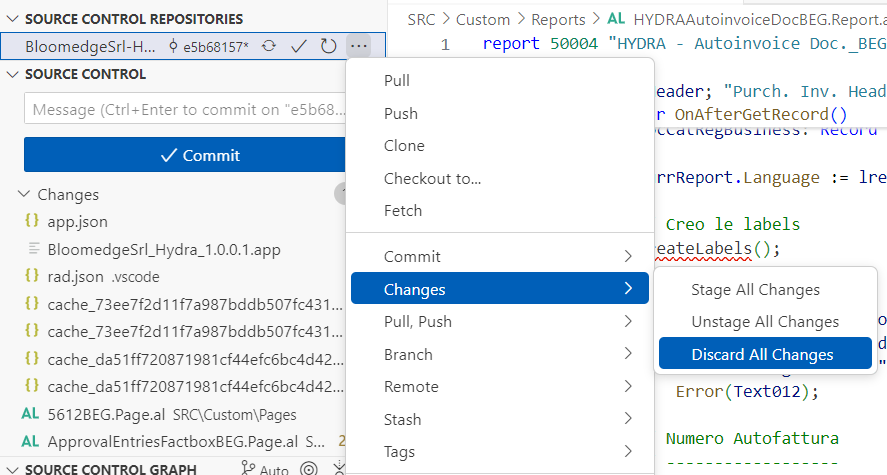 SOURCE CONTROL REPOSITORIES
BloomedgeSrl-H... e5b68157*
SOURCE CONTROL
Message (Ctrl+Enter to commit on "e5b68...
Commit
Changes
app.json
BloomedgeSrl_Hydra_1.0.0.1.app
rad.json .vscode
cache_73ee7f2d11f7a987bddb507fc431...
cache_73ee7f2d11f7a987bddb507fc431...
cache_da51ff720871981cf44efc6bc4d42...
cache_da51ff720871981cf44efc6bc4d42...
AL 5612BEG.Page.al SRC\Custom\Pages
AL ApprovalEntriesFactboxBEG.Page.al S... 2
SOURCE CONTROL GRAPH Auto
Pull
Push
Clone
Checkout to...
Fetch
Commit
Changes
Pull, Push
Branch
Remote
Stash
Tags
Stage All Changes
Unstage All Changes
Discard All Changes
SRC > Custom > Reports > AL HYDRAAutoinvoiceDocBEG.Report.a
1 report 50004 "HYDRA - Autoinvoice Doc._BEG
eader; "Purch. Inv. Head
r OnAfterGetRecord()
ocCatRegBusiness: Record
rrReport.Language := lre
Creo le labels
reateLabels();
Error(Text012);
Numero Autofattura
------------------